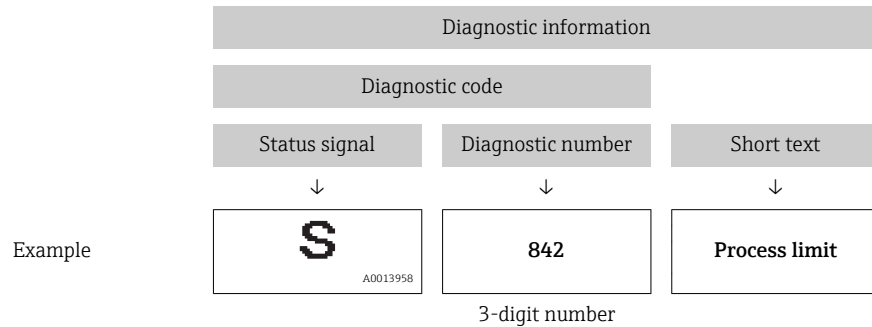 Diagnostic information
Diagnostic code
Status signal Diagnostic number Short text
↓ ↓ ↓
Example S 842 Process limit
A0013958
3-digit number